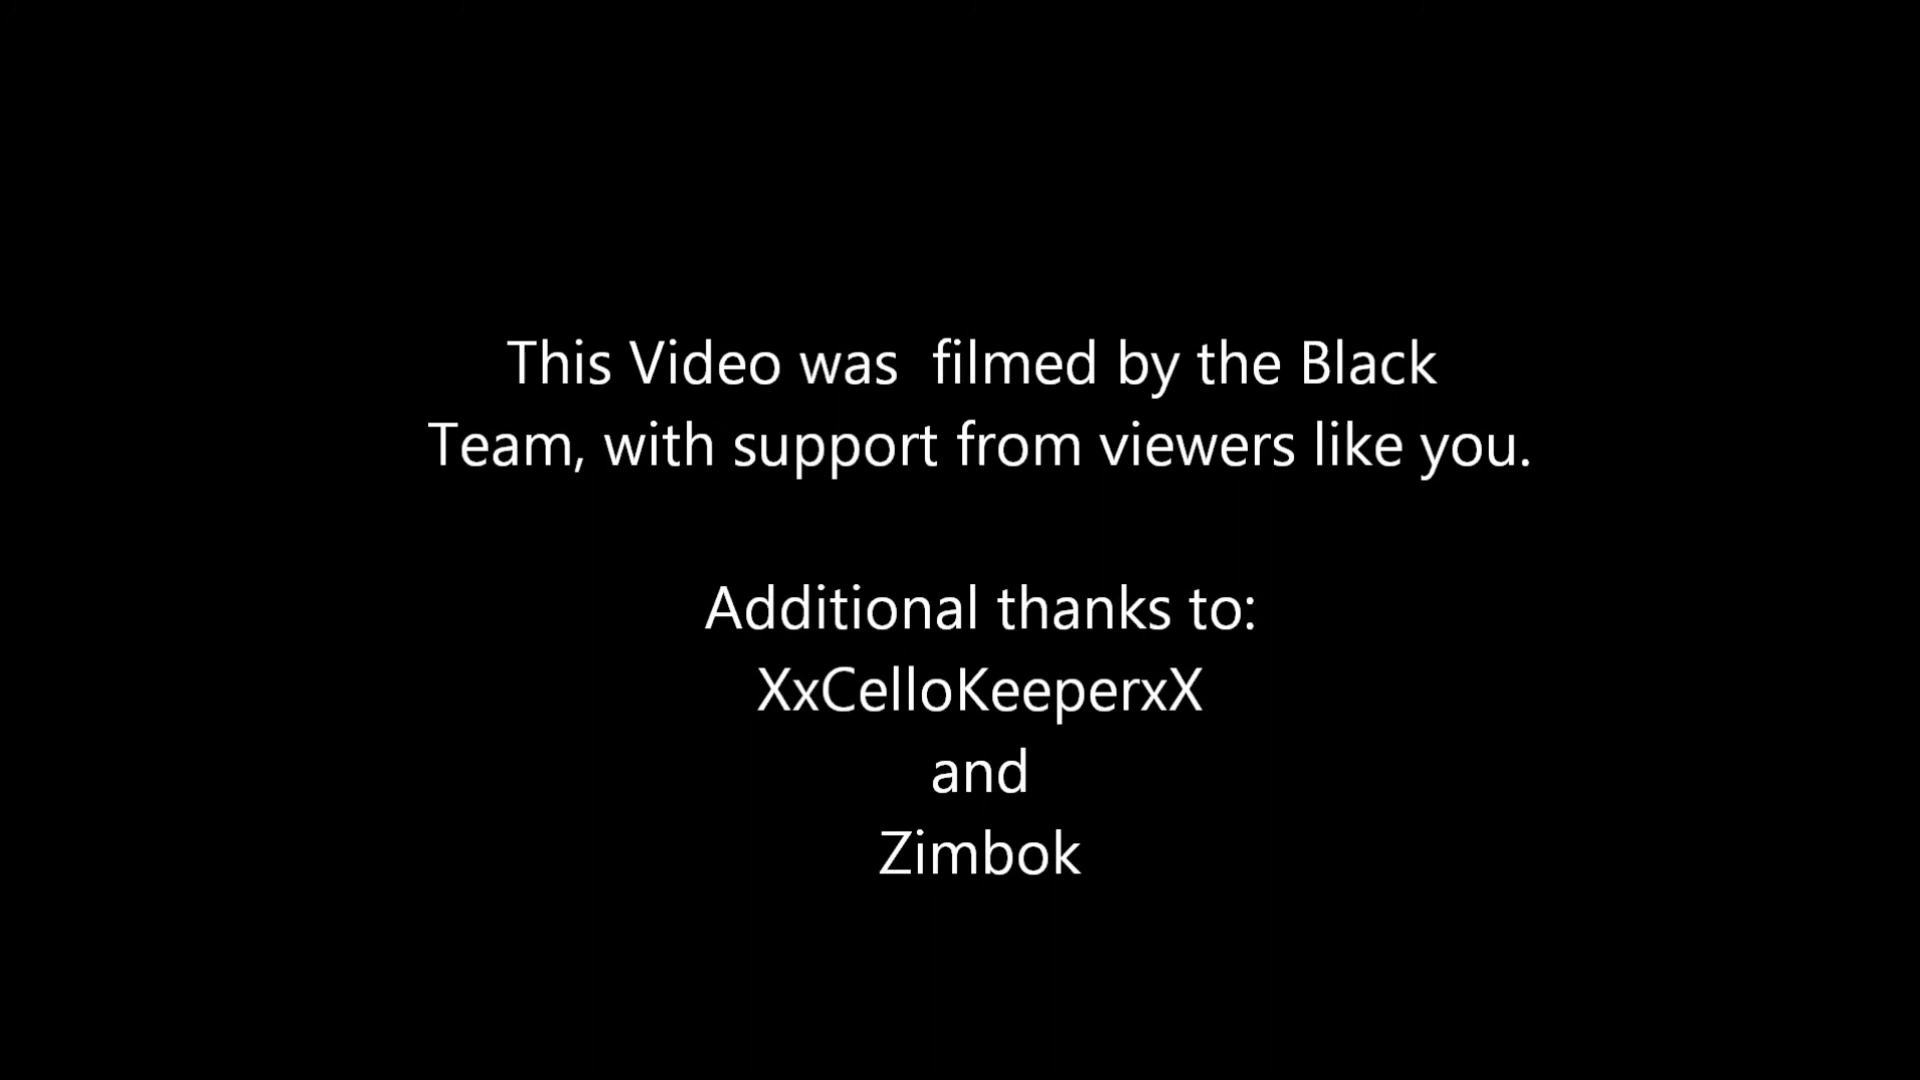 This Video was  filmed by the Black
Team, with support from viewers like you.
Additional thanks to:
XxCelloKeeperxX
and
Zimbok